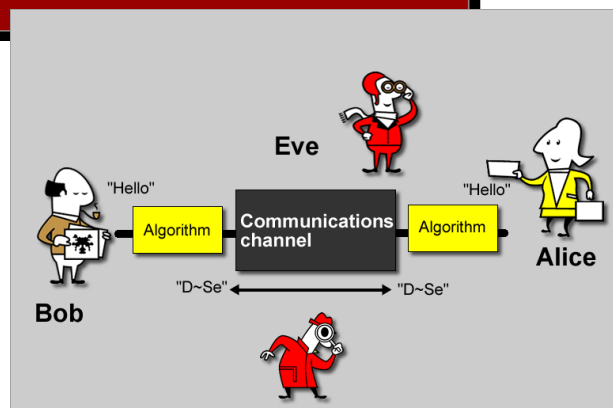 Eve
"Hello"
"Hello"
Algorithm
Communications
channel
Algorithm
Alice
"D~Se"
"D~Se"
Bob